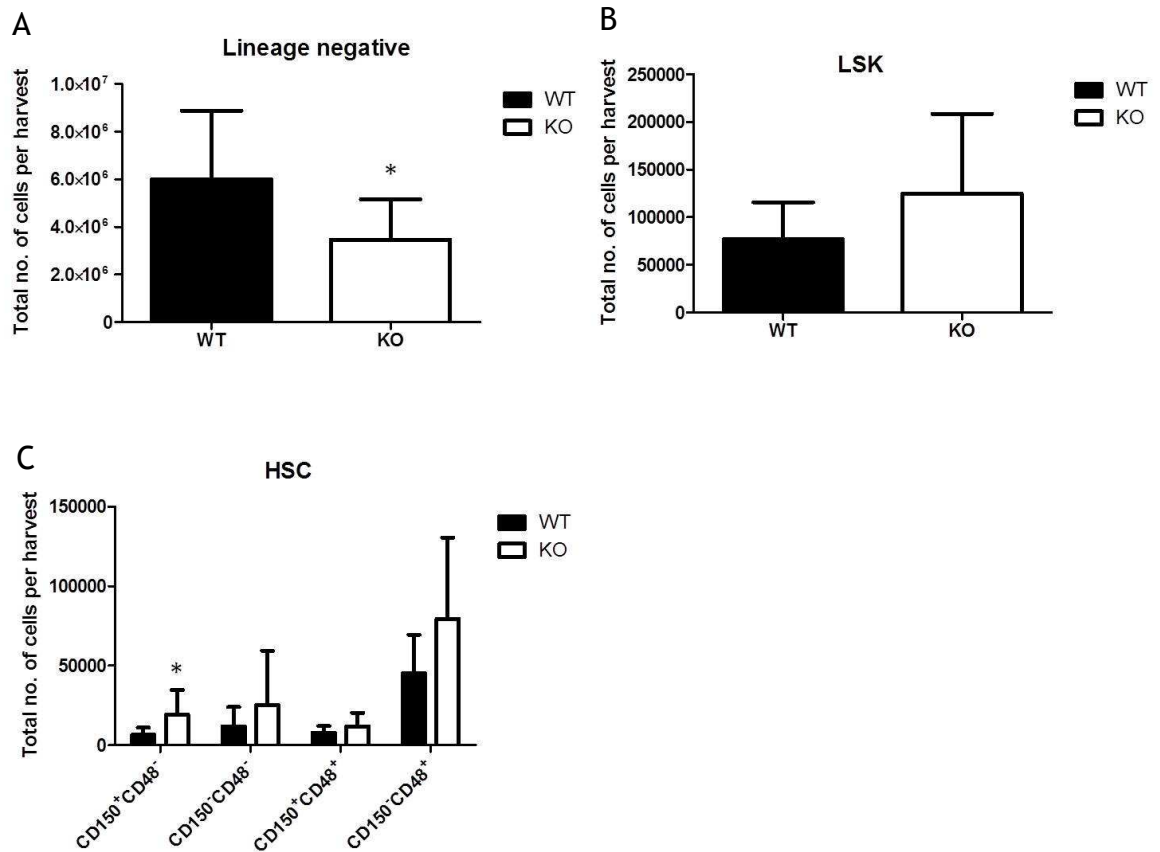 A
Lineage negative
Total no. of cells per harvest
1.0×10⁷
8.0×10⁶
6.0×10⁶
4.0×10⁶
2.0×10⁶
0
*
WT
KO
WT
KO
B
LSK
Total no. of cells per harvest
250000
200000
150000
100000
50000
0
WT
KO
WT
KO
C
HSC
Total no. of cells per harvest
150000
100000
50000
0
*
CD150⁺CD48⁻
CD150⁻CD48⁻
CD150⁺CD48⁺
CD150⁻CD48⁺
WT
KO